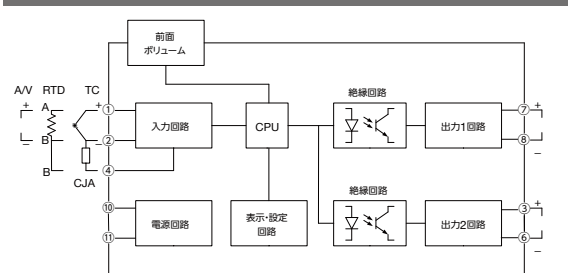 前面
ボリューム
A/V RTD TC
絶縁回路
+ A + ① ⑦ +
入力回路 CPU 出力1回路
− B − ② ⑧ −
B ④
CJA
絶縁回路
⑩ ③ +
電源回路 表示・設定 出力2回路
回路
⑪ ⑥ −